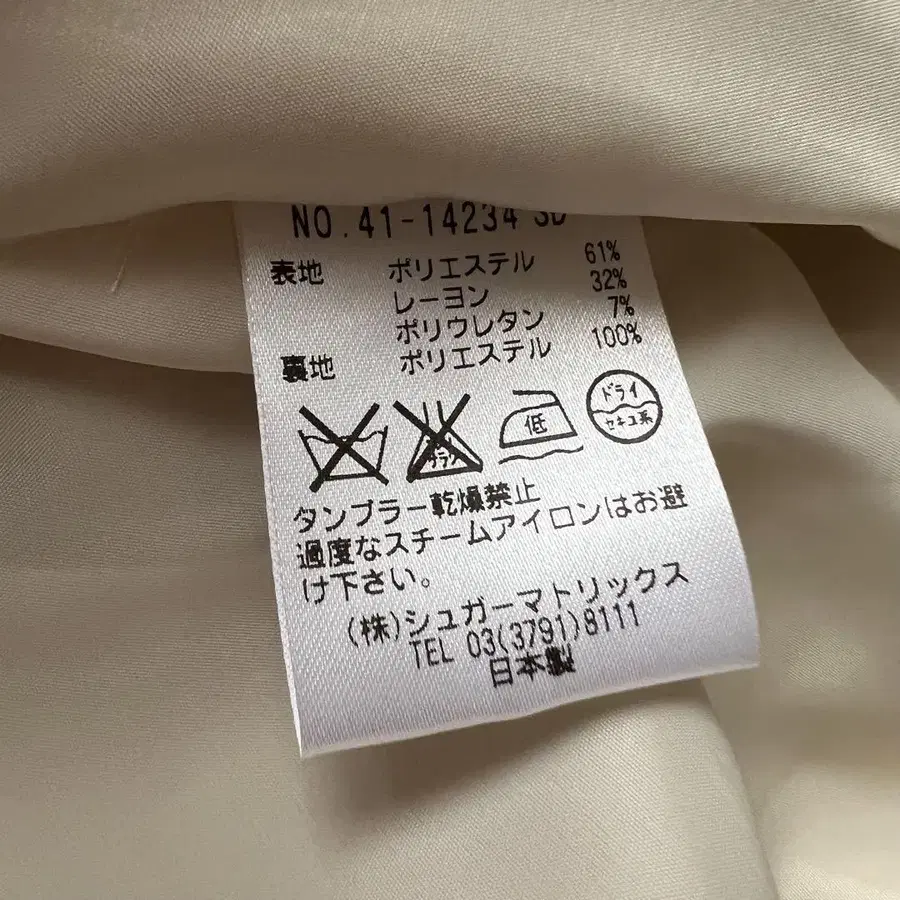 NO.41-14234 SD
表地 ポリエステル 61%
レーヨン 32%
ポリウレタン 7%
裏地 ポリエステル 100%
低
ドライ
セキユ系
タンブラー乾燥禁止
過度なスチームアイロンはお避
け下さい。
(株)シュガーマトリックス
TEL 03(3791)8111
日本製